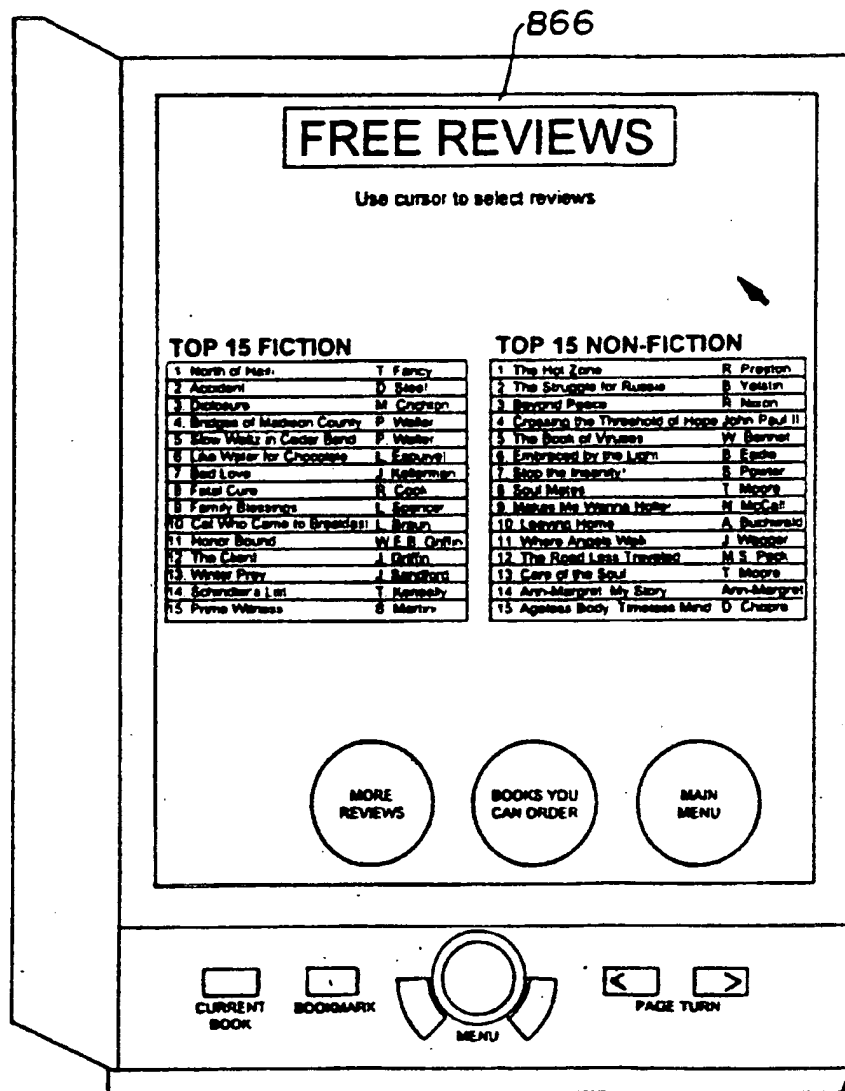 866
FREE REVIEWS
Use cursor to select reviews
TOP 15 FICTION
1 North of
T Fancy
2 Accident
D Steel
3 Disclosure
M Crichton
4. Bridges of Madison County
P Waller
5 Slow Waltz in Cedar Bend
P. Waller
6 Like Water for Chocolate
L Esquivel
7 Bad Love
J Kellerman
8 Fatal Cure
R Cook
9 Family Blessings
L Spencer
10 Cat Who Came to Breakfast
L Braun
11 Honor Bound
W.E.B. Griffin
12 The Client
J Griffin
13. Winter Prey
J Sandford
14 Schindler's List
T Keneally
15 Prime Witness
S Martini
TOP 15 NON-FICTION
1 The Hot Zone
R Preston
2 The Struggle for Russia
B Yeltsin
3 Beyond Peace
R Nixon
4 Crossing the Threshold of Hope
John Paul II
5 The Book of Virtues
W Bennet
6 Embraced by the Light
B Eadie
7 Stop the Insanity!
S Powter
8 Soul Mates
T Moore
9 Makes Me Wanna Holler
N McCall
10 Leaving Home
A Buchwald
11 Where Angels Walk
J
12 The Road Less Traveled
M.S. Peck
13 Care of the Soul
T Moore
14 Ann-Margret My Story
Ann-Margret
15 Ageless Body Timeless Mind
D Chopra
MORE
REVIEWS
BOOKS YOU
CAN ORDER
MAIN
MENU
CURRENT
BOOK
BOOKMARK
MENU
<
>
PAGE TURN